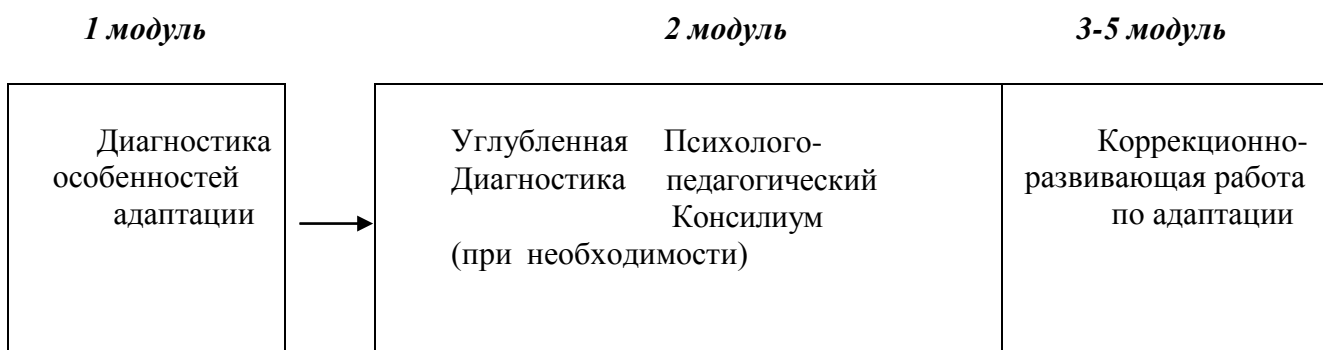 1 модуль 2 модуль 3-5 модуль
Диагностика
особенностей
адаптации
Углубленная Психолого-
Диагностика педагогический
Консилиум
(при необходимости)
Коррекционно-
развивающая работа
по адаптации